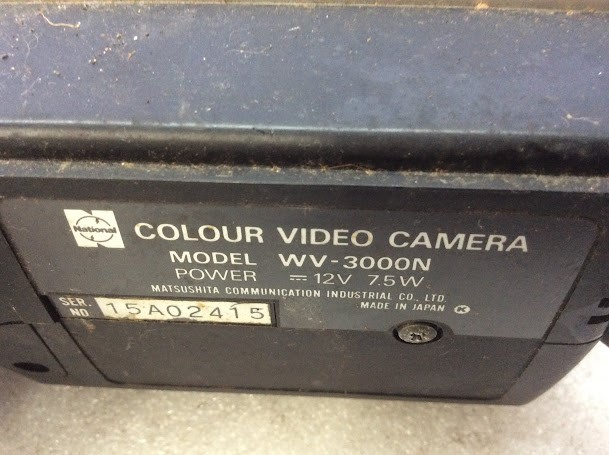 National
COLOUR VIDEO CAMERA
MODEL WV-3000N
POWER ⎓ 12V 7.5W
MATSUSHITA COMMUNICATION INDUSTRIAL CO., LTD.
MADE IN JAPAN K
SER. NO 15A02415